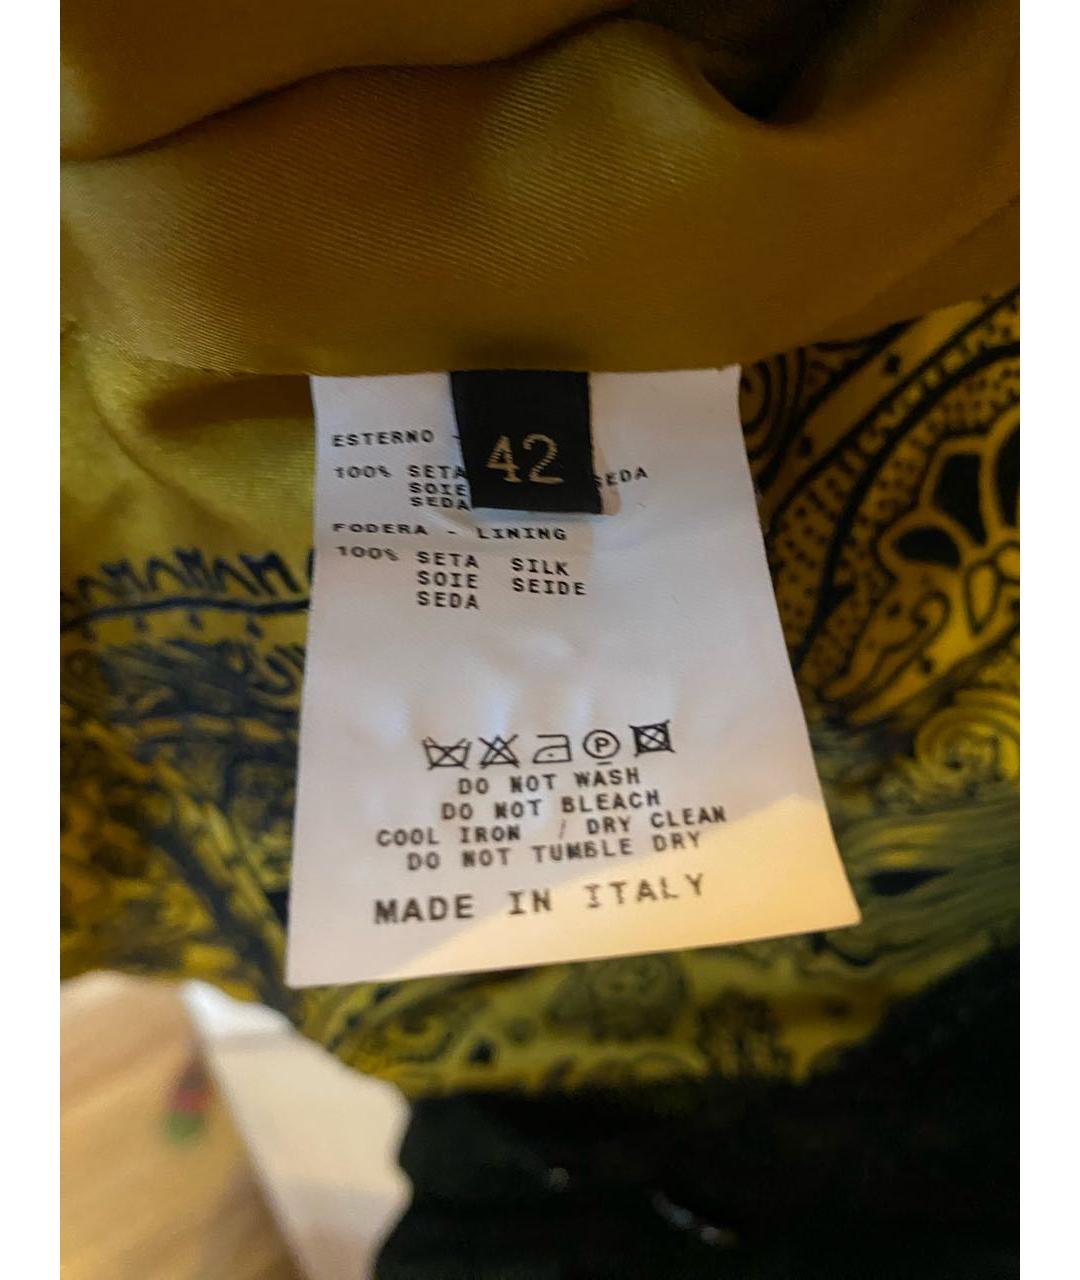 ESTERNO -
42
100% SETA SEDA
SOIE
SEDA
FODERA - LINING
100% SETA SILK
SOIE SEIDE
SEDA
P
DO NOT WASH
DO NOT BLEACH
COOL IRON / DRY CLEAN
DO NOT TUMBLE DRY
MADE IN ITALY